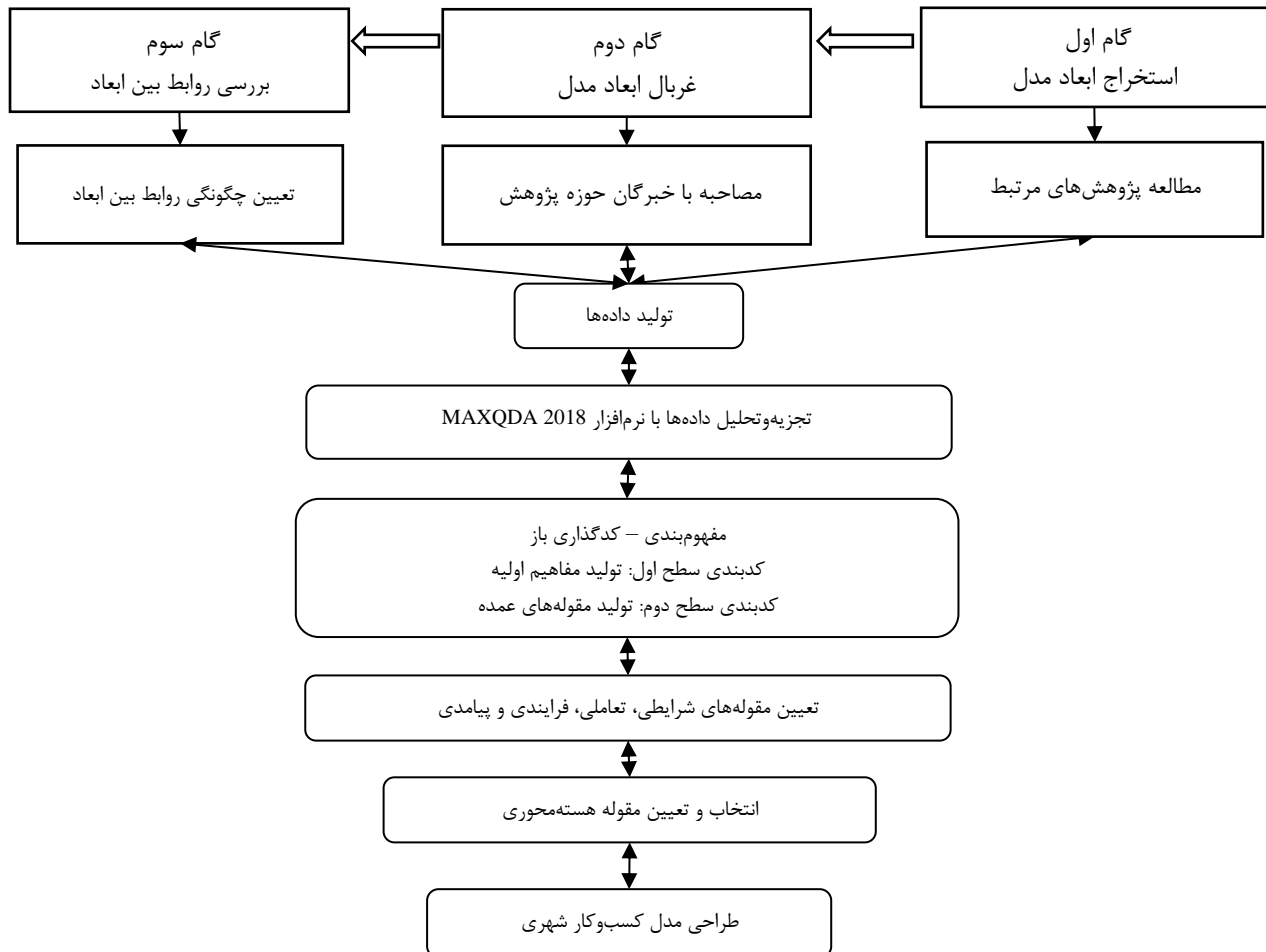 گام اول
استخراج ابعاد مدل
گام دوم
غربال ابعاد مدل
گام سوم
بررسی روابط بین ابعاد
مطالعه پژوهش‌های مرتبط
مصاحبه با خبرگان حوزه پژوهش
تعیین چگونگی روابط بین ابعاد
تولید داده‌ها
تجزیه‌وتحلیل داده‌ها با نرم‌افزار MAXQDA 2018
مفهوم‌بندی – کدگذاری باز
کدبندی سطح اول: تولید مفاهیم اولیه
کدبندی سطح دوم: تولید مقوله‌های عمده
تعیین مقوله‌های شرایطی، تعاملی، فرایندی و پیامدی
انتخاب و تعیین مقوله هسته‌محوری
طراحی مدل کسب‌وکار شهری